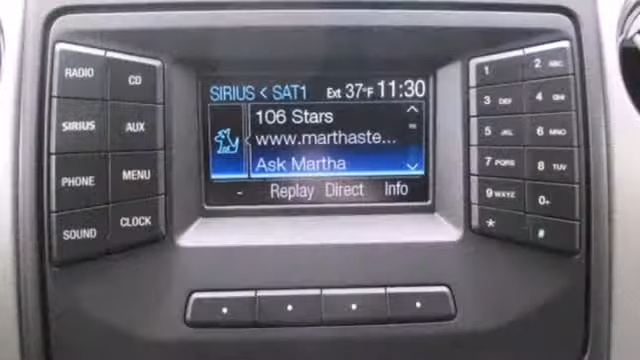 RADIO
CD
SIRIUS
AUX
PHONE
MENU
SOUND
CLOCK
SIRIUS < SAT1 Ext 37°F 11:30
106 Stars
www.marthaste...
Ask Martha
- Replay Direct Info
1
2 ABC
3 DEF
4 GHI
5 JKL
6 MNO
7 PQRS
8 TUV
9 WXYZ
0+
*
#